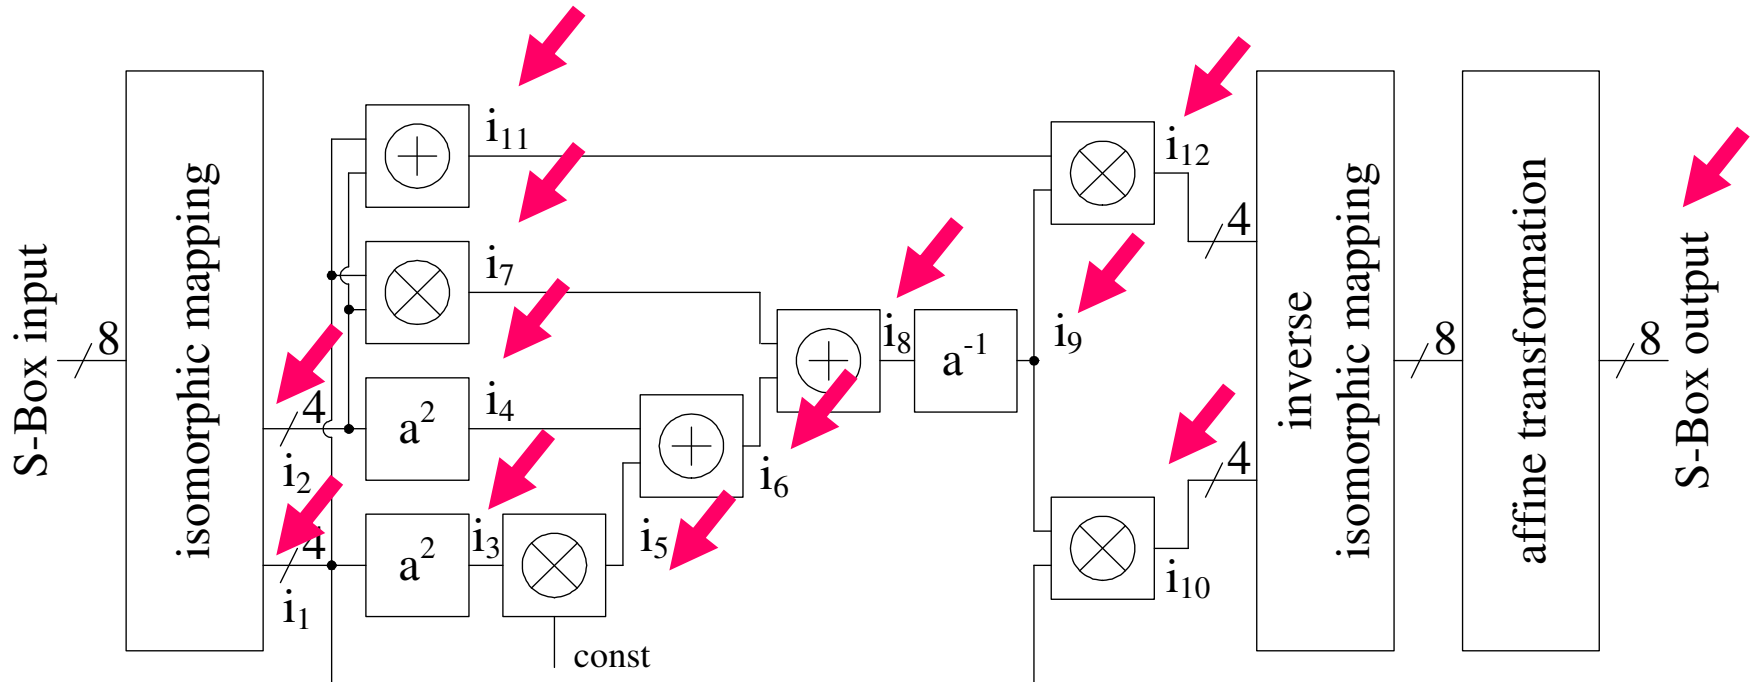 S-Box input
8
isomorphic mapping
4
i₂
4
i₁
i₁₁
i₇
a² i₄
a² i₃
const
i₅
i₆
i₈
a⁻¹
i₉
i₁₂
4
i₁₀
4
inverse
isomorphic mapping
8
affine transformation
8
S-Box output